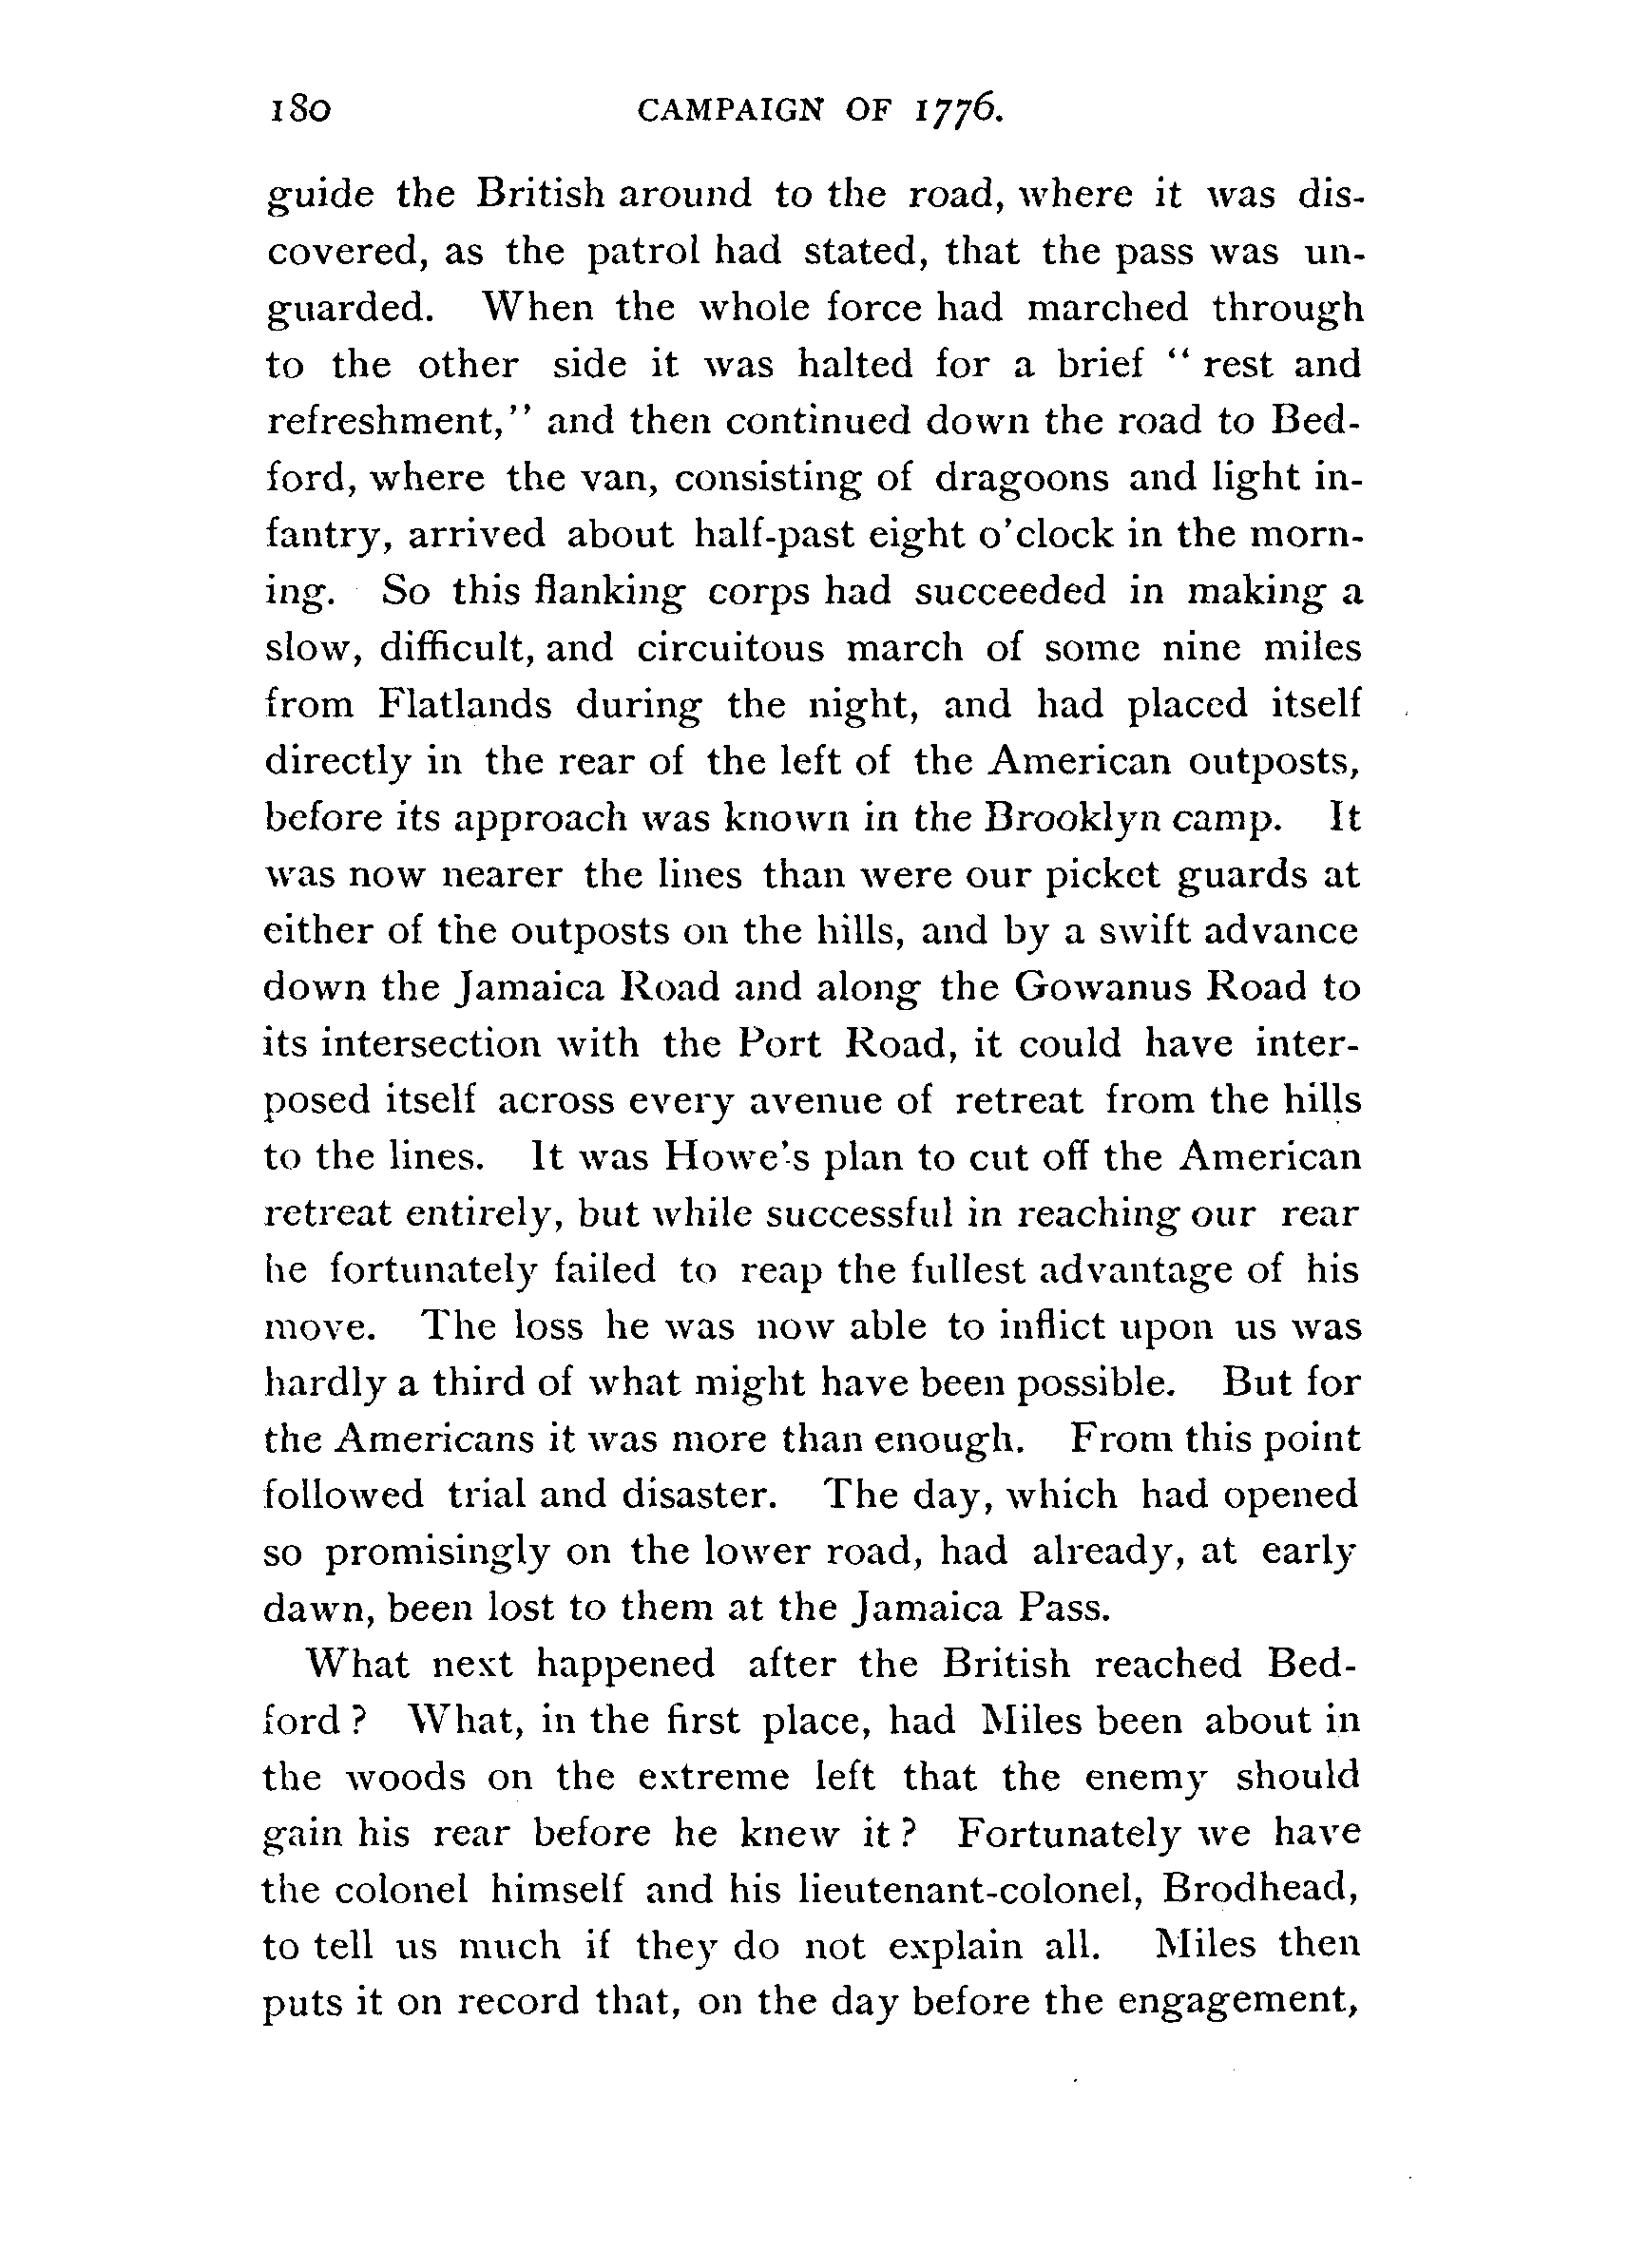 180 CAMPAIGN OF 1776.
guide the British around to the road, where it was dis-
covered, as the patrol had stated, that the pass was un-
guarded. When the whole force had marched through
to the other side it was halted for a brief “ rest and
refreshment,” and then continued down the road to Bed-
ford, where the van, consisting of dragoons and light in-
fantry, arrived about half-past eight o’clock in the morn-
ing. So this flanking corps had succeeded in making a
slow, difficult, and circuitous march of some nine miles
from Flatlands during the night, and had placed itself
directly in the rear of the left of the American outposts,
before its approach was known in the Brooklyn camp. It
was now nearer the lines than were our picket guards at
either of the outposts on the hills, and by a swift advance
down the Jamaica Road and along the Gowanus Road to
its intersection with the Port Road, it could have inter-
posed itself across every avenue of retreat from the hills
to the lines. It was Howe’s plan to cut off the American
retreat entirely, but while successful in reaching our rear
he fortunately failed to reap the fullest advantage of his
move. The loss he was now able to inflict upon us was
hardly a third of what might have been possible. But for
the Americans it was more than enough. From this point
followed trial and disaster. The day, which had opened
so promisingly on the lower road, had already, at early
dawn, been lost to them at the Jamaica Pass.
What next happened after the British reached Bed-
ford ? What, in the first place, had Miles been about in
the woods on the extreme left that the enemy should
gain his rear before he knew it ? Fortunately we have
the colonel himself and his lieutenant-colonel, Brodhead,
to tell us much if they do not explain all. Miles then
puts it on record that, on the day before the engagement,